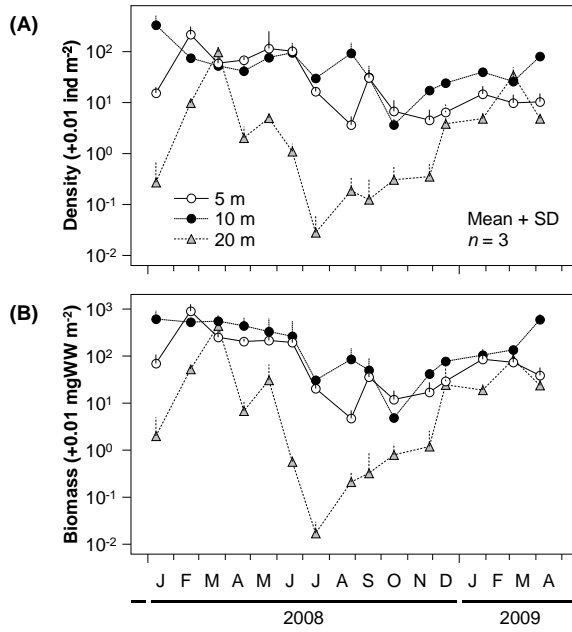 (A)
Density (+0.01 ind m⁻²)
10²
10¹
10⁰
10⁻¹
10⁻²
5 m
10 m
20 m
Mean + SD
n = 3
(B)
Biomass (+0.01 mgWW m⁻²)
10³
10²
10¹
10⁰
10⁻¹
10⁻²
J F M A M J J A S O N D J F M A
2008 2009